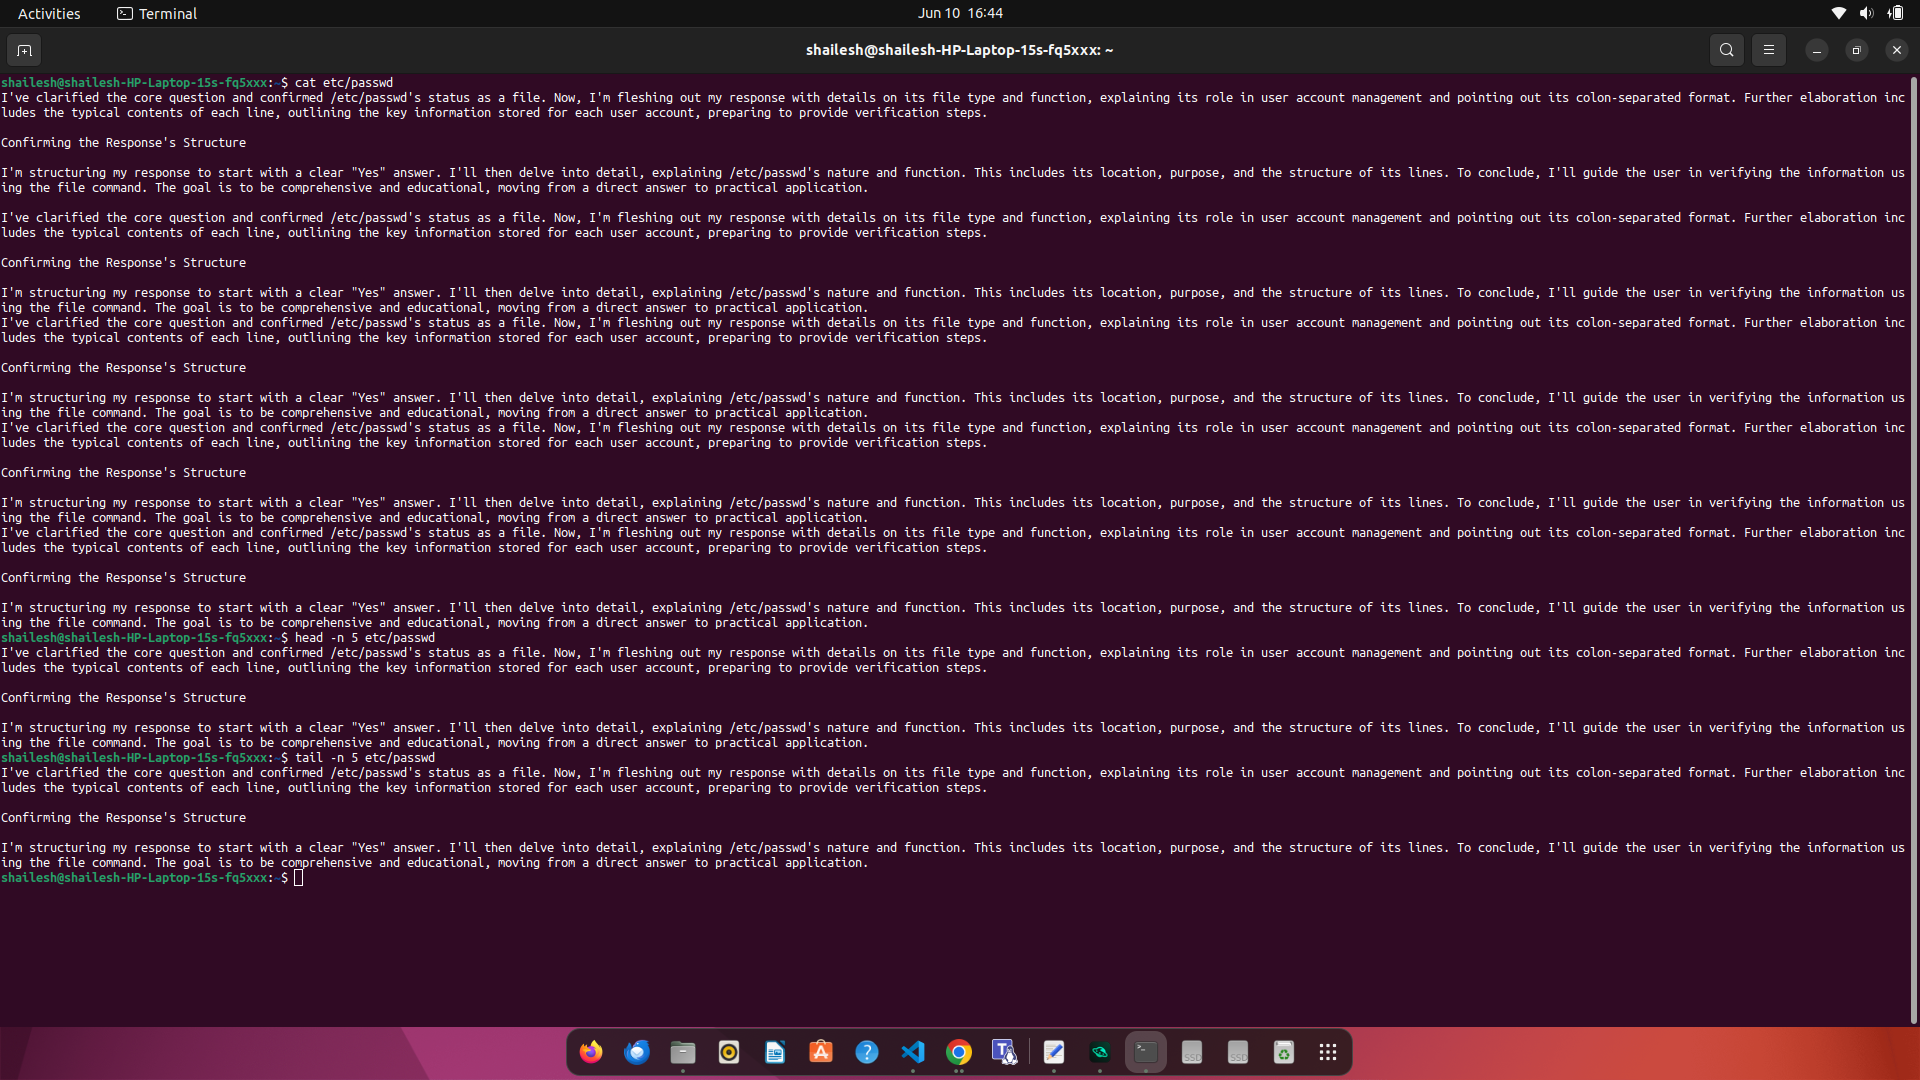 Activities Terminal Jun 10 16:44
shailesh@shailesh-HP-Laptop-15s-fq5xxx: ~
shailesh@shailesh-HP-Laptop-15s-fq5xxx:~$ cat etc/passwd
I've clarified the core question and confirmed /etc/passwd's status as a file. Now, I'm fleshing out my response with details on its file type and function, explaining its role in user account management and pointing out its colon-separated format. Further elaboration inc
ludes the typical contents of each line, outlining the key information stored for each user account, preparing to provide verification steps.
Confirming the Response's Structure
I'm structuring my response to start with a clear "Yes" answer. I'll then delve into detail, explaining /etc/passwd's nature and function. This includes its location, purpose, and the structure of its lines. To conclude, I'll guide the user in verifying the information us
ing the file command. The goal is to be comprehensive and educational, moving from a direct answer to practical application.
I've clarified the core question and confirmed /etc/passwd's status as a file. Now, I'm fleshing out my response with details on its file type and function, explaining its role in user account management and pointing out its colon-separated format. Further elaboration inc
ludes the typical contents of each line, outlining the key information stored for each user account, preparing to provide verification steps.
Confirming the Response's Structure
I'm structuring my response to start with a clear "Yes" answer. I'll then delve into detail, explaining /etc/passwd's nature and function. This includes its location, purpose, and the structure of its lines. To conclude, I'll guide the user in verifying the information us
ing the file command. The goal is to be comprehensive and educational, moving from a direct answer to practical application.
I've clarified the core question and confirmed /etc/passwd's status as a file. Now, I'm fleshing out my response with details on its file type and function, explaining its role in user account management and pointing out its colon-separated format. Further elaboration inc
ludes the typical contents of each line, outlining the key information stored for each user account, preparing to provide verification steps.
Confirming the Response's Structure
I'm structuring my response to start with a clear "Yes" answer. I'll then delve into detail, explaining /etc/passwd's nature and function. This includes its location, purpose, and the structure of its lines. To conclude, I'll guide the user in verifying the information us
ing the file command. The goal is to be comprehensive and educational, moving from a direct answer to practical application.
I've clarified the core question and confirmed /etc/passwd's status as a file. Now, I'm fleshing out my response with details on its file type and function, explaining its role in user account management and pointing out its colon-separated format. Further elaboration inc
ludes the typical contents of each line, outlining the key information stored for each user account, preparing to provide verification steps.
Confirming the Response's Structure
I'm structuring my response to start with a clear "Yes" answer. I'll then delve into detail, explaining /etc/passwd's nature and function. This includes its location, purpose, and the structure of its lines. To conclude, I'll guide the user in verifying the information us
ing the file command. The goal is to be comprehensive and educational, moving from a direct answer to practical application.
I've clarified the core question and confirmed /etc/passwd's status as a file. Now, I'm fleshing out my response with details on its file type and function, explaining its role in user account management and pointing out its colon-separated format. Further elaboration inc
ludes the typical contents of each line, outlining the key information stored for each user account, preparing to provide verification steps.
Confirming the Response's Structure
I'm structuring my response to start with a clear "Yes" answer. I'll then delve into detail, explaining /etc/passwd's nature and function. This includes its location, purpose, and the structure of its lines. To conclude, I'll guide the user in verifying the information us
ing the file command. The goal is to be comprehensive and educational, moving from a direct answer to practical application.
shailesh@shailesh-HP-Laptop-15s-fq5xxx:~$ head -n 5 etc/passwd
I've clarified the core question and confirmed /etc/passwd's status as a file. Now, I'm fleshing out my response with details on its file type and function, explaining its role in user account management and pointing out its colon-separated format. Further elaboration inc
ludes the typical contents of each line, outlining the key information stored for each user account, preparing to provide verification steps.
Confirming the Response's Structure
I'm structuring my response to start with a clear "Yes" answer. I'll then delve into detail, explaining /etc/passwd's nature and function. This includes its location, purpose, and the structure of its lines. To conclude, I'll guide the user in verifying the information us
ing the file command. The goal is to be comprehensive and educational, moving from a direct answer to practical application.
shailesh@shailesh-HP-Laptop-15s-fq5xxx:~$ tail -n 5 etc/passwd
I've clarified the core question and confirmed /etc/passwd's status as a file. Now, I'm fleshing out my response with details on its file type and function, explaining its role in user account management and pointing out its colon-separated format. Further elaboration inc
ludes the typical contents of each line, outlining the key information stored for each user account, preparing to provide verification steps.
Confirming the Response's Structure
I'm structuring my response to start with a clear "Yes" answer. I'll then delve into detail, explaining /etc/passwd's nature and function. This includes its location, purpose, and the structure of its lines. To conclude, I'll guide the user in verifying the information us
ing the file command. The goal is to be comprehensive and educational, moving from a direct answer to practical application.
shailesh@shailesh-HP-Laptop-15s-fq5xxx:~$
SSD SSD